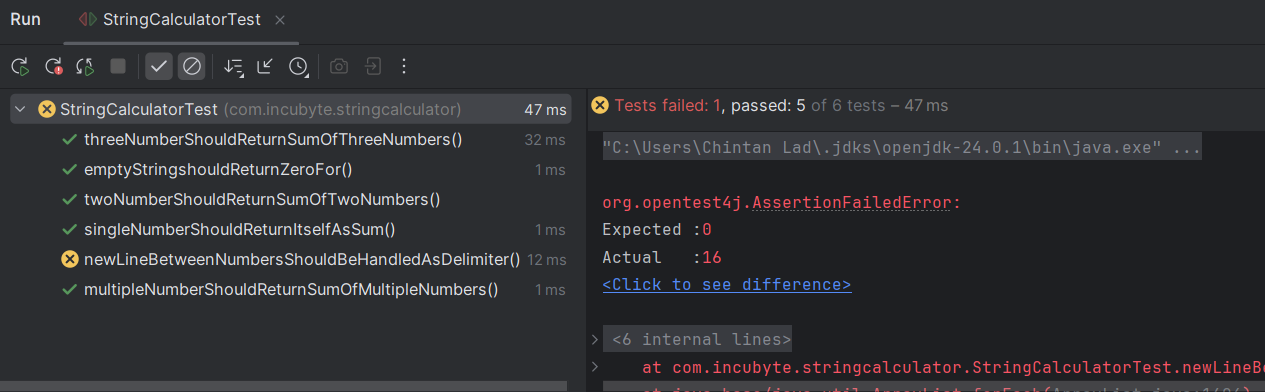 Run StringCalculatorTest
StringCalculatorTest (com.incubyte.stringcalculator) 47 ms
threeNumberShouldReturnSumOfThreeNumbers() 32 ms
emptyStringshouldReturnZeroFor() 1 ms
twoNumberShouldReturnSumOfTwoNumbers()
singleNumberShouldReturnItselfAsSum() 1 ms
newLineBetweenNumbersShouldBeHandledAsDelimiter() 12 ms
multipleNumberShouldReturnSumOfMultipleNumbers() 1 ms
Tests failed: 1, passed: 5 of 6 tests – 47 ms
"C:\Users\Chintan Lad\.jdks\openjdk-24.0.1\bin\java.exe" ...
org.opentest4j.AssertionFailedError:
Expected :0
Actual   :16
<Click to see difference>
<6 internal lines>
at com.incubyte.stringcalculator.StringCalculatorTest.newLineB